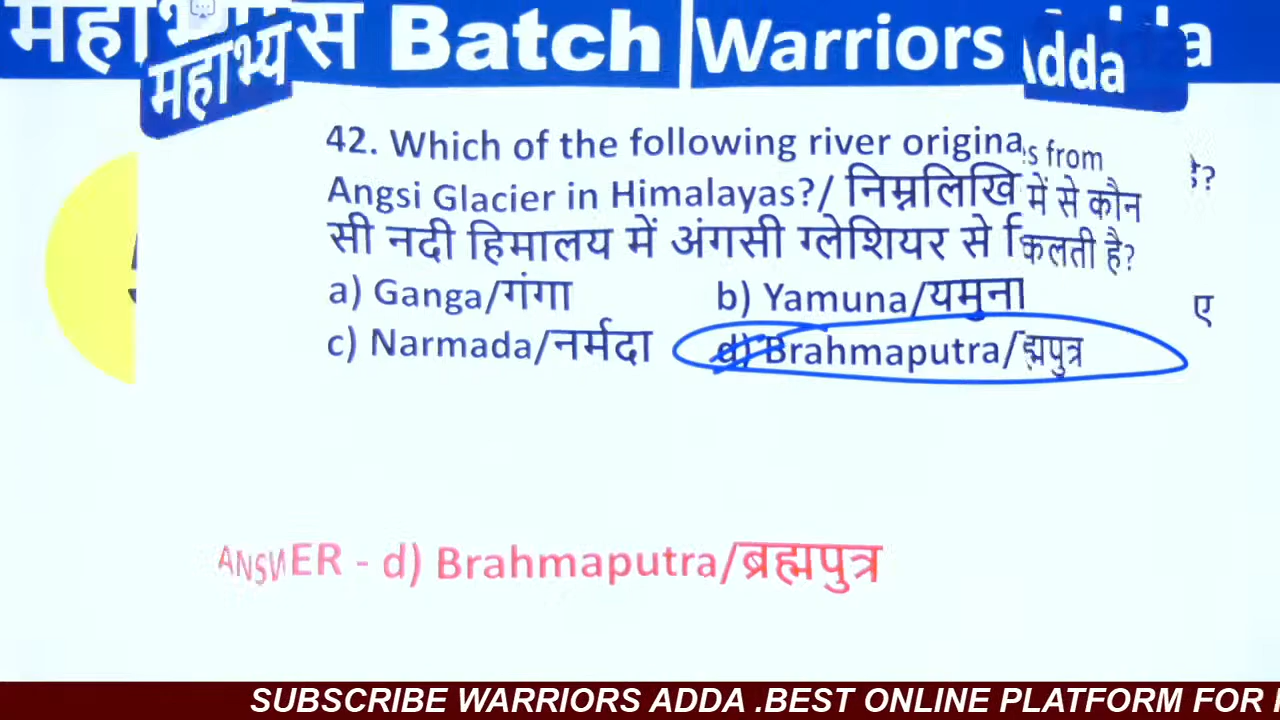 Batch Warriors Adda
महाभ्य
42. Which of the following river origina s from
Angsi Glacier in Himalayas?/ निम्नलिखि में से कौन
सी नदी हिमालय में अंगसी ग्लेशियर से कलती है?
a) Ganga/गंगा b) Yamuna/यमुना
c) Narmada/नर्मदा d) Brahmaputra/ह्मपुत्र
ए
ANSWER - d) Brahmaputra/ब्रह्मपुत्र
SUBSCRIBE WARRIORS ADDA .BEST ONLINE PLATFORM FOR